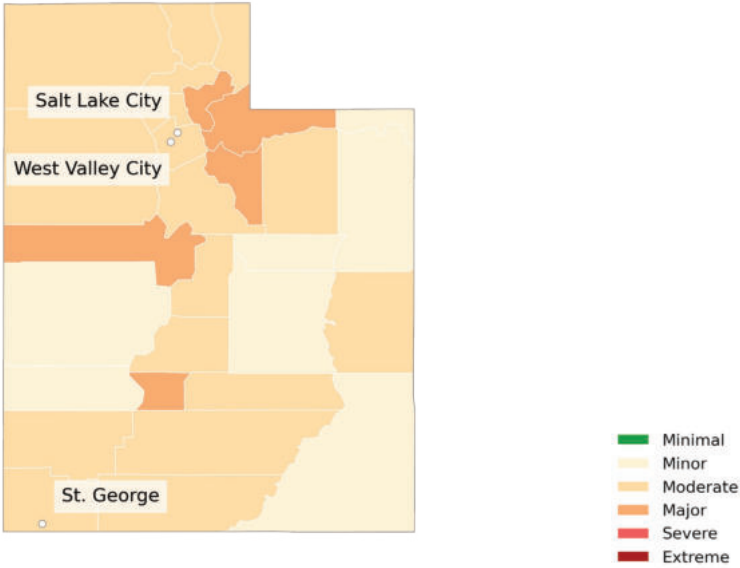 Salt Lake City
West Valley City
St. George
Minimal
Minor
Moderate
Major
Severe
Extreme